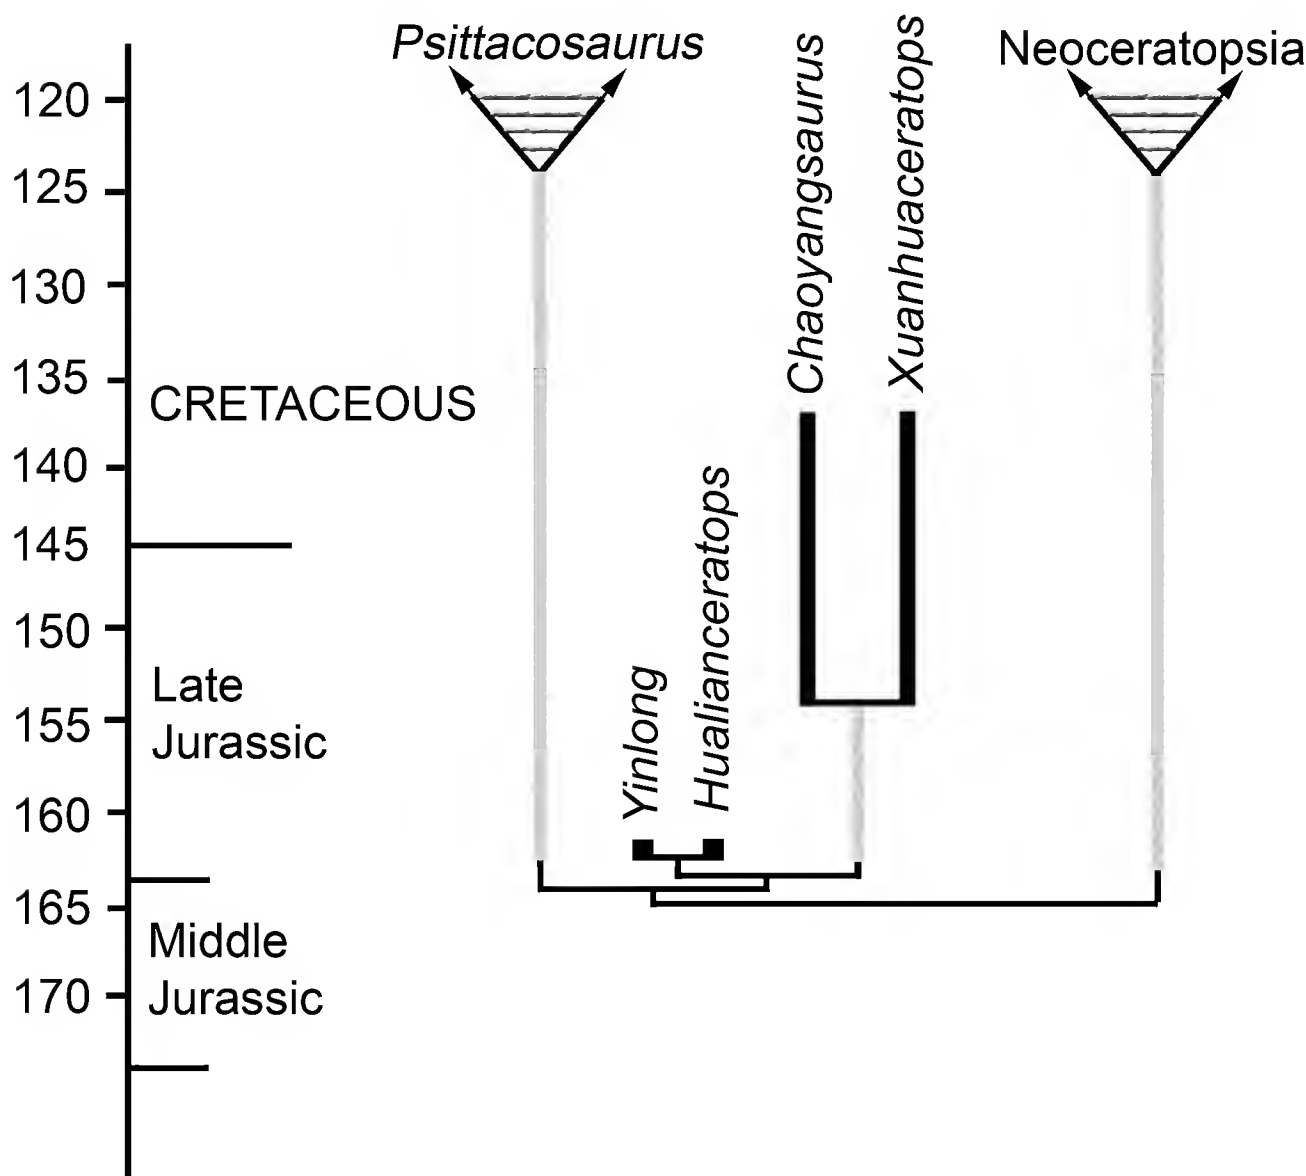 Psittacosaurus
Chaoyangsaurus
Xuanhuaceratops
Neoceratopsia
120
125
130
135
CRETACEOUS
140
145
Hualianceratops
150
Yinlong
Late
Jurassic
155
160
165
Middle
Jurassic
170